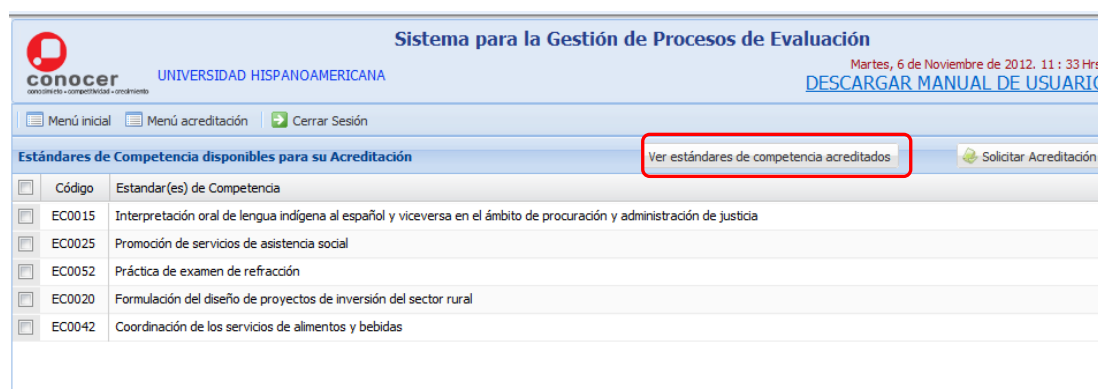 Sistema para la Gestión de Procesos de Evaluación
conocer
conocimiento • competitividad • crecimiento
UNIVERSIDAD HISPANOAMERICANA
Martes, 6 de Noviembre de 2012. 11 : 33 Hrs
DESCARGAR MANUAL DE USUARIO
Menú inicial Menú acreditación Cerrar Sesión
Estándares de Competencia disponibles para su Acreditación Ver estándares de competencia acreditados Solicitar Acreditación
Código Estandar(es) de Competencia
EC0015 Interpretación oral de lengua indígena al español y viceversa en el ámbito de procuración y administración de justicia
EC0025 Promoción de servicios de asistencia social
EC0052 Práctica de examen de refracción
EC0020 Formulación del diseño de proyectos de inversión del sector rural
EC0042 Coordinación de los servicios de alimentos y bebidas